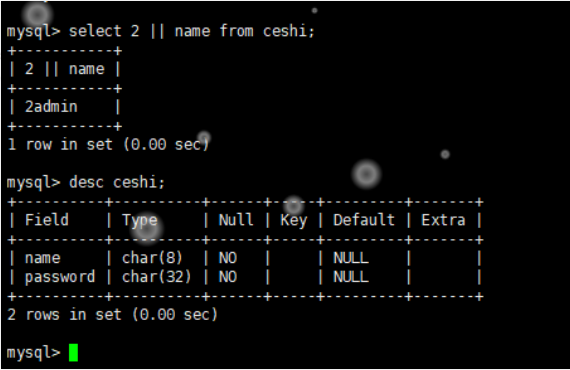 mysql> select 2 || name from ceshi;
+-----------+
| 2 || name |
+-----------+
| 2admin    |
+-----------+
1 row in set (0.00 sec)
mysql> desc ceshi;
+----------+----------+------+-----+---------+-------+
| Field    | Type     | Null | Key | Default | Extra |
+----------+----------+------+-----+---------+-------+
| name     | char(8)  | NO   |     | NULL    |       |
| password | char(32) | NO   |     | NULL    |       |
+----------+----------+------+-----+---------+-------+
2 rows in set (0.00 sec)
mysql>